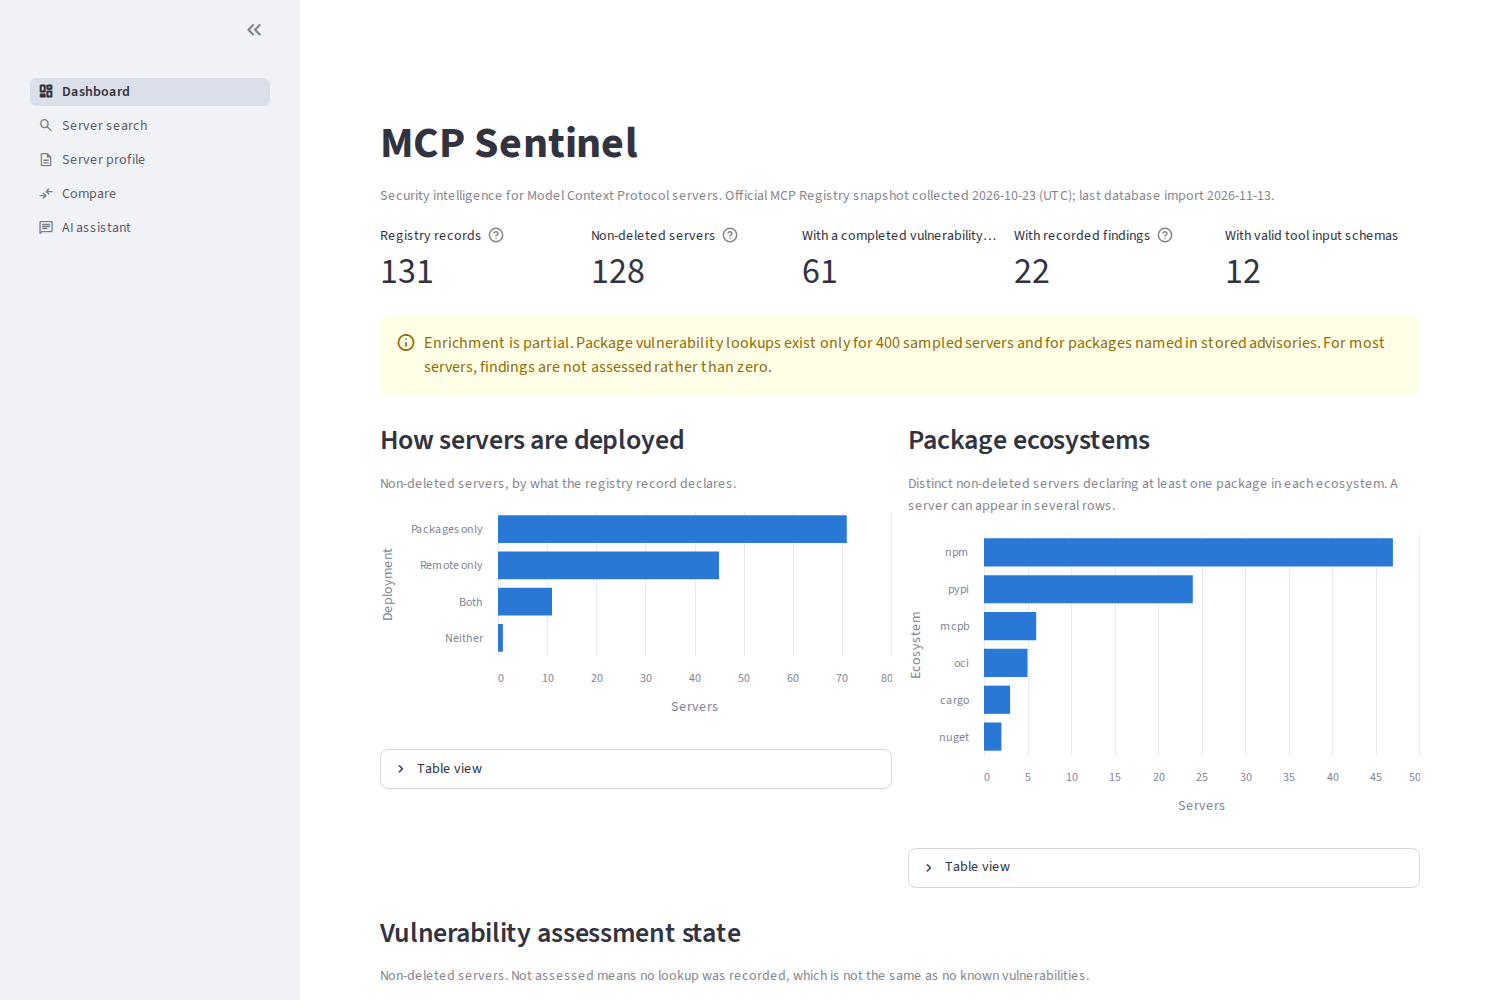 Dashboard
Server search
Server profile
Compare
AI assistant
MCP Sentinel
Security intelligence for Model Context Protocol servers. Official MCP Registry snapshot collected 2026-10-23 (UTC); last database import 2026-11-13.
Registry records
131
Non-deleted servers
128
With a completed vulnerability…
61
With recorded findings
22
With valid tool input schemas
12
Enrichment is partial. Package vulnerability lookups exist only for 400 sampled servers and for packages named in stored advisories. For most
servers, findings are not assessed rather than zero.
How servers are deployed
Non-deleted servers, by what the registry record declares.
Deployment
Packages only
Remote only
Both
Neither
0 10 20 30 40 50 60 70 80
Servers
Table view
Package ecosystems
Distinct non-deleted servers declaring at least one package in each ecosystem. A
server can appear in several rows.
Ecosystem
npm
pypi
mcpb
oci
cargo
nuget
0 5 10 15 20 25 30 35 40 45 50
Servers
Table view
Vulnerability assessment state
Non-deleted servers. Not assessed means no lookup was recorded, which is not the same as no known vulnerabilities.